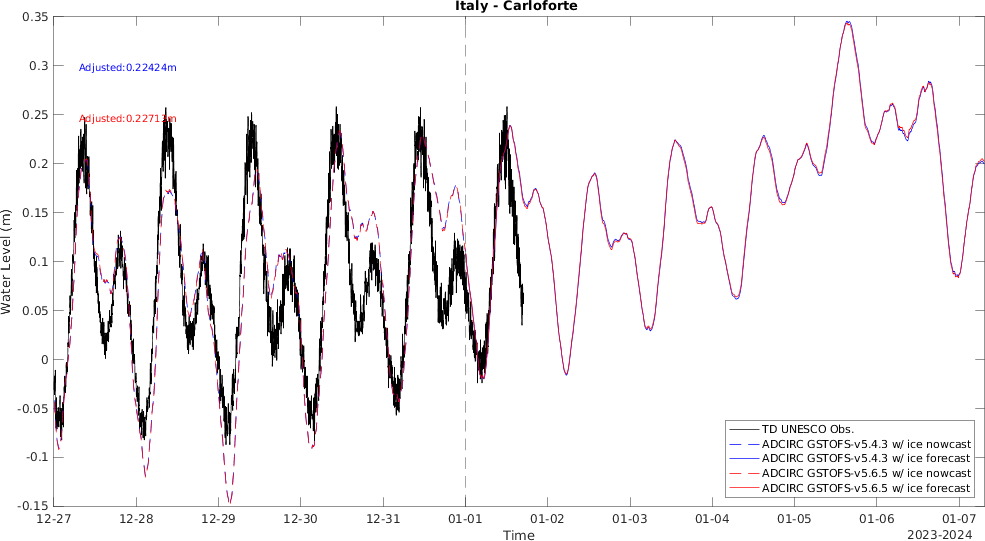 Italy - Carloforte
0.35
0.3
0.25
0.2
0.15
0.1
0.05
0
-0.05
-0.1
-0.15
Water Level (m)
Adjusted:0.22424m
Adjusted:0.22711m
TD UNESCO Obs.
ADCIRC GSTOFS-v5.4.3 w/ ice nowcast
ADCIRC GSTOFS-v5.4.3 w/ ice forecast
ADCIRC GSTOFS-v5.6.5 w/ ice nowcast
ADCIRC GSTOFS-v5.6.5 w/ ice forecast
12-27 12-28 12-29 12-30 12-31 01-01 01-02 01-03 01-04 01-05 01-06 01-07
Time
2023-2024